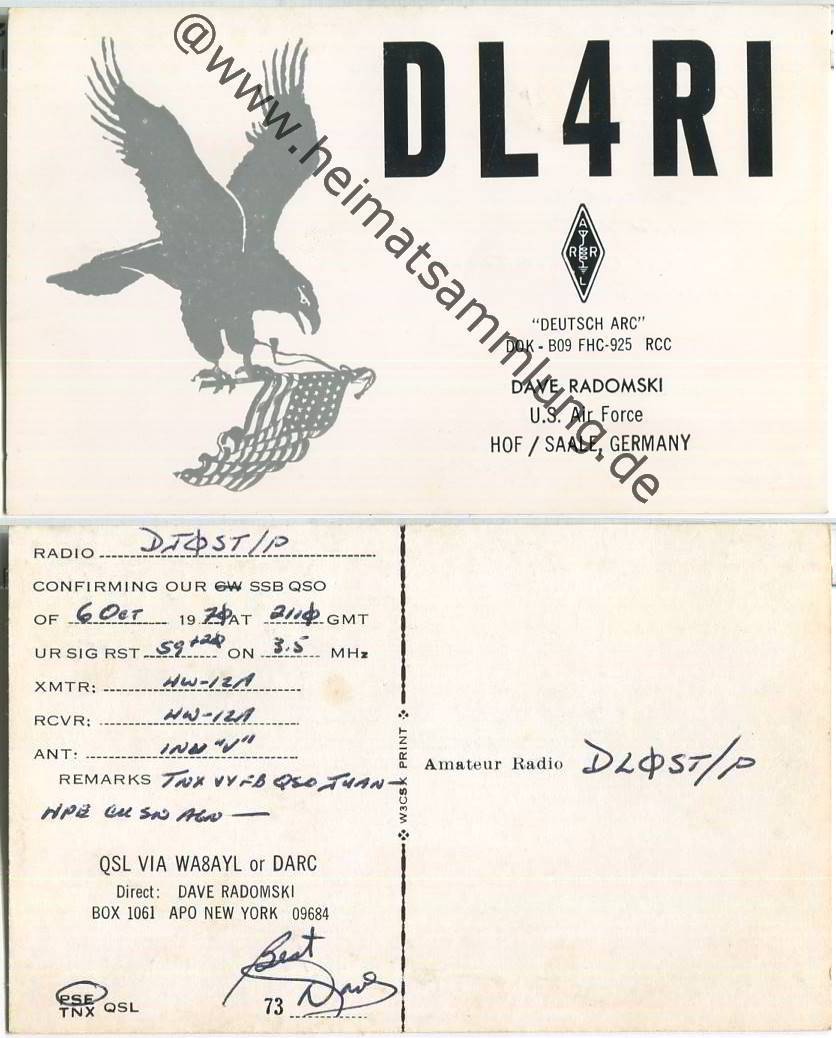 @www.heimatsammlung.de
DL4RI
A
R R
L
"DEUTSCH ARC"
DOK - B09 FHC-925 RCC
DAVE RADOMSKI
U.S. Air Force
HOF / SAALE, GERMANY
RADIO DJØST/P
CONFIRMING OUR CW SSB QSO
OF 6 OCT 1970 AT 211Ø GMT
UR SIG RST 59+20 ON 3.5 MHz
XMTR: HW-12A
RCVR: HW-12A
ANT: INV "V"
REMARKS TNX VY FB QSO JUAN-
HPE CU SN AGN —
QSL VIA WA8AYL or DARC
Direct: DAVE RADOMSKI
BOX 1061 APO NEW YORK 09684
Best
PSE
TNX QSL
73 Dave
W3CSK PRINT
Amateur Radio DLØST/P